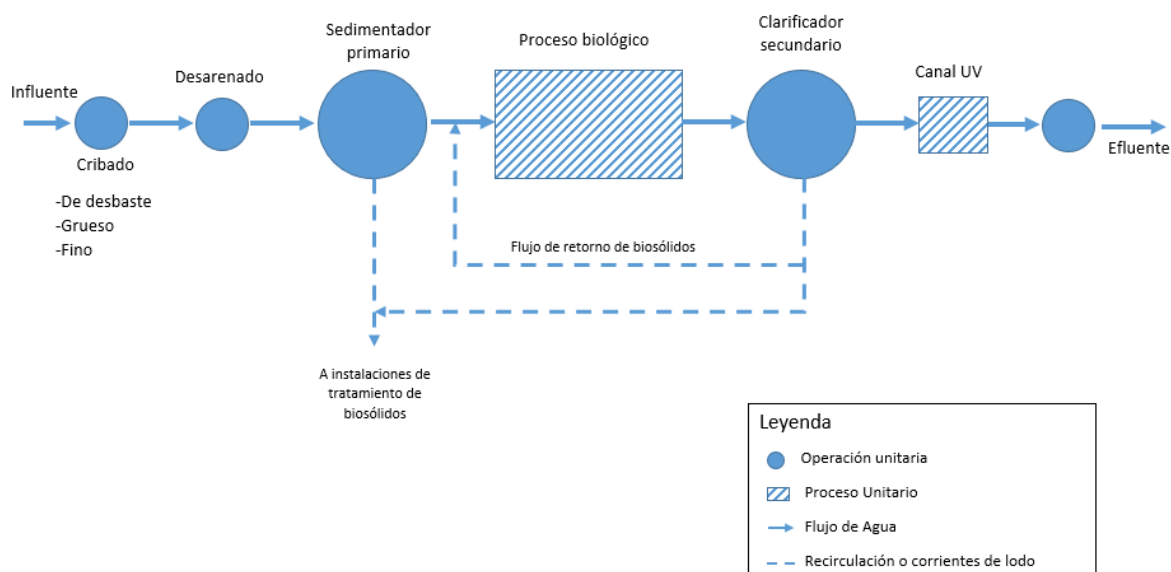 Sedimentador
primario
Proceso biológico
Clarificador
secundario
Desarenado
Canal UV
Influente
Cribado
-De desbaste
-Grueso
-Fino
Efluente
Flujo de retorno de biosólidos
A instalaciones de
tratamiento de
biosólidos
Leyenda
Operación unitaria
Proceso Unitario
Flujo de Agua
Recirculación o corrientes de lodo